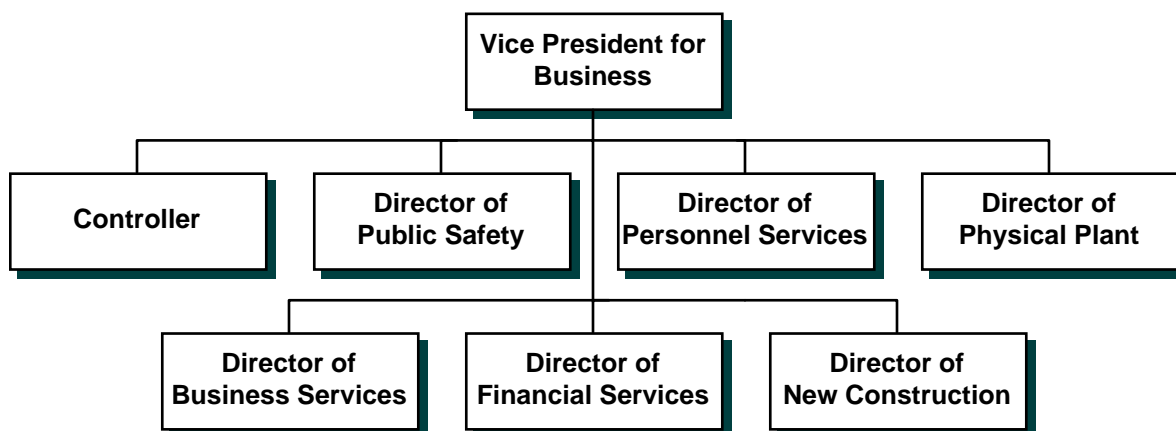 Vice President for
Business
Controller
Director of
Public Safety
Director of
Personnel Services
Director of
Physical Plant
Director of
Business Services
Director of
Financial Services
Director of
New Construction